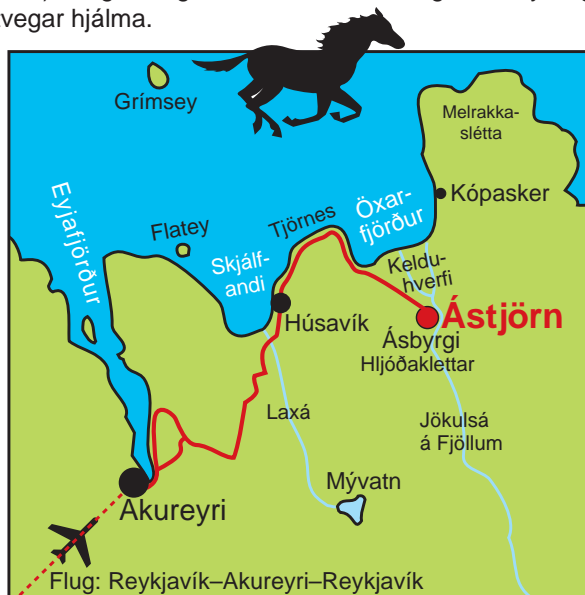 tvegar hjálma.
Grímsey
Melrakka-
slétta
Kópasker
Eyjafjörður
Flatey
Skjálf-
andi
Tjörnes
Öxar-
fjörður
Keldu-
hverfi
Húsavík
Ástjörn
Ásbyrgi
Hljóðaklettar
Laxá
Jökulsá
á Fjöllum
Mývatn
Akureyri
Flug: Reykjavík–Akureyri–Reykjavík